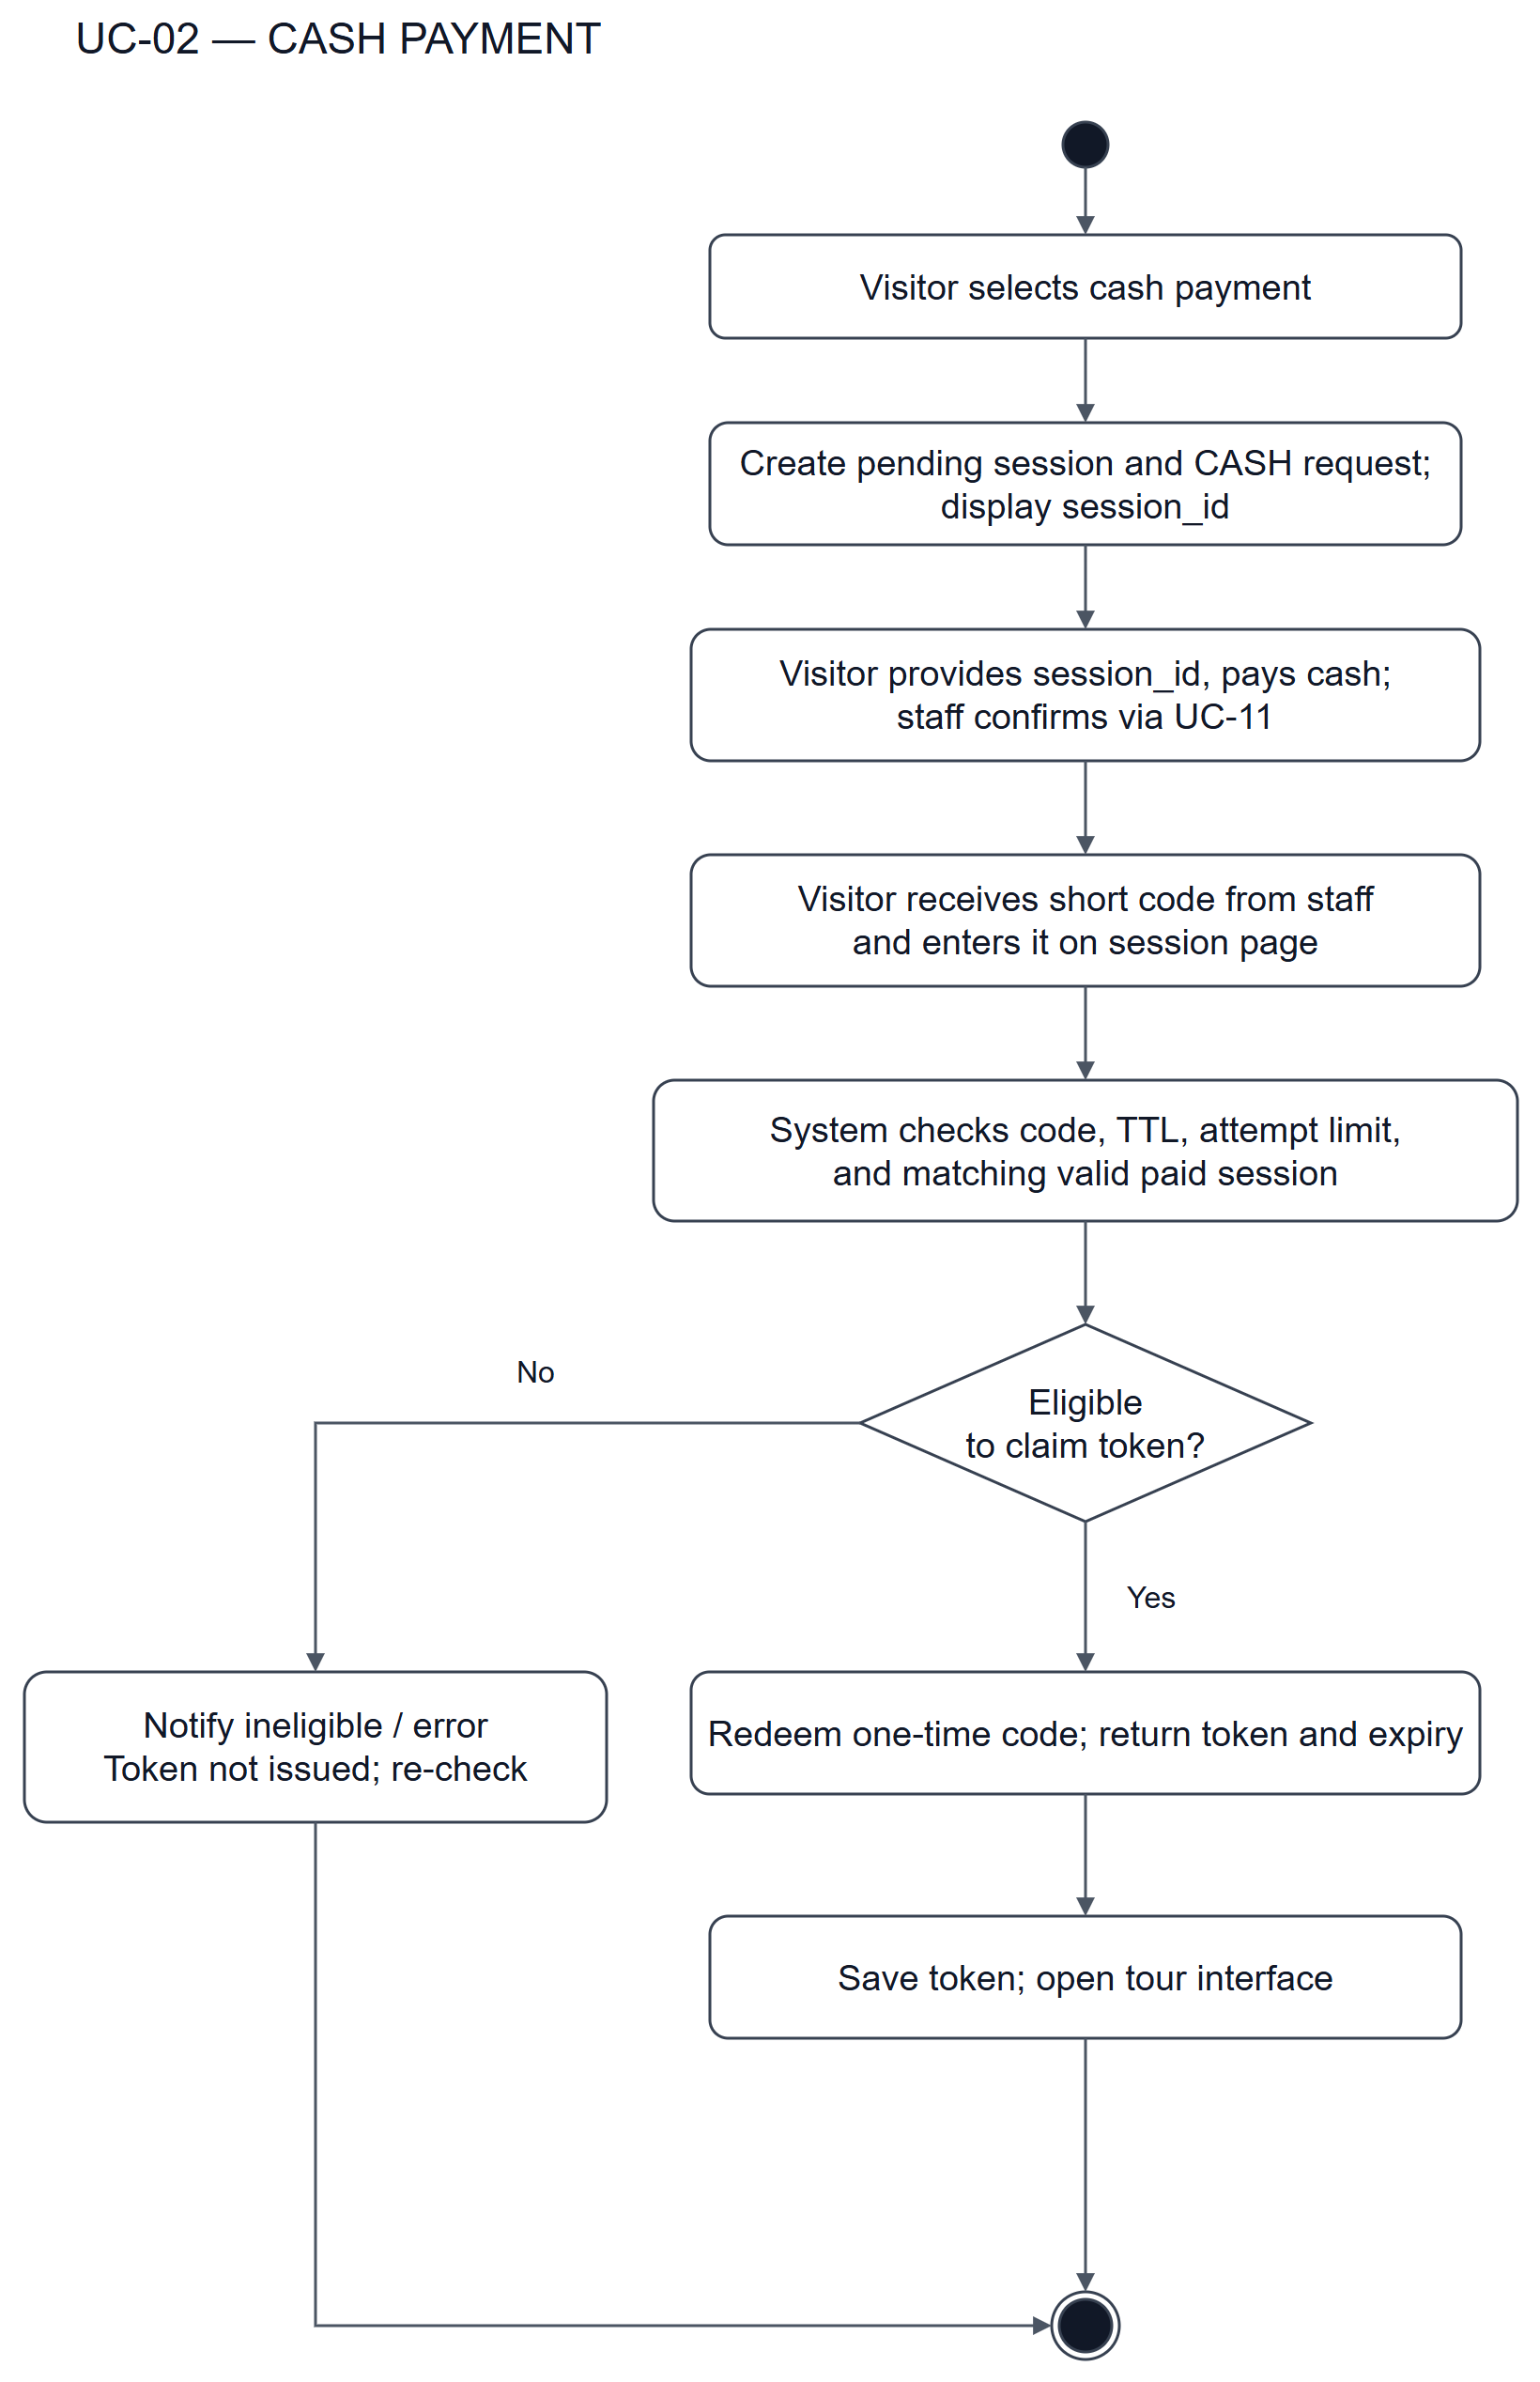 UC-02 — CASH PAYMENT
Visitor selects cash payment
Create pending session and CASH request;
display session_id
Visitor provides session_id, pays cash;
staff confirms via UC-11
Visitor receives short code from staff
and enters it on session page
System checks code, TTL, attempt limit,
and matching valid paid session
No
Eligible
to claim token?
Yes
Notify ineligible / error
Token not issued; re-check
Redeem one-time code; return token and expiry
Save token; open tour interface